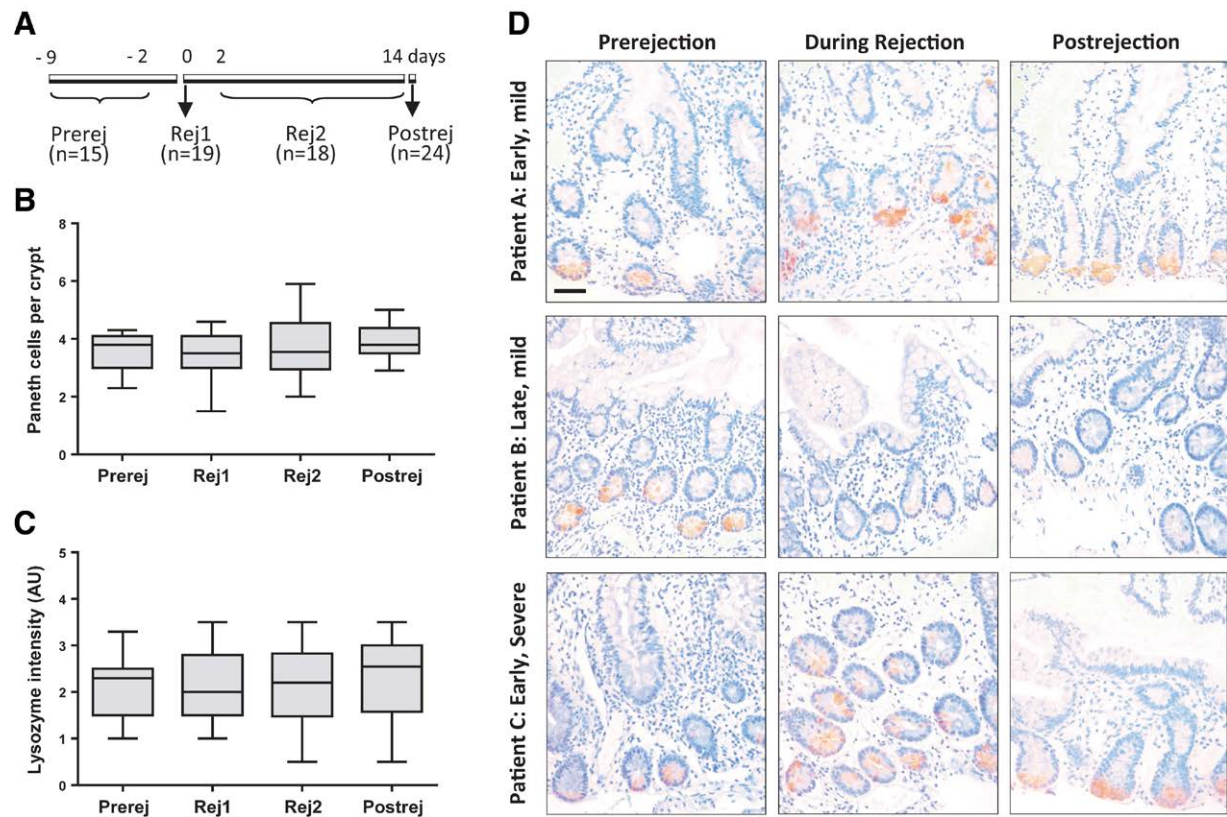 A
-9 -2 0 2 14 days
Prerej Rej1 Rej2 Postrej
(n=15) (n=19) (n=18) (n=24)
B
Paneth cells per crypt
8
6
4
2
0
Prerej Rej1 Rej2 Postrej
C
Lysozyme intensity (AU)
5
4
3
2
1
0
Prerej Rej1 Rej2 Postrej
D
Prerejection During Rejection Postrejection
Patient A: Early, mild
Patient B: Late, mild
Patient C: Early, Severe